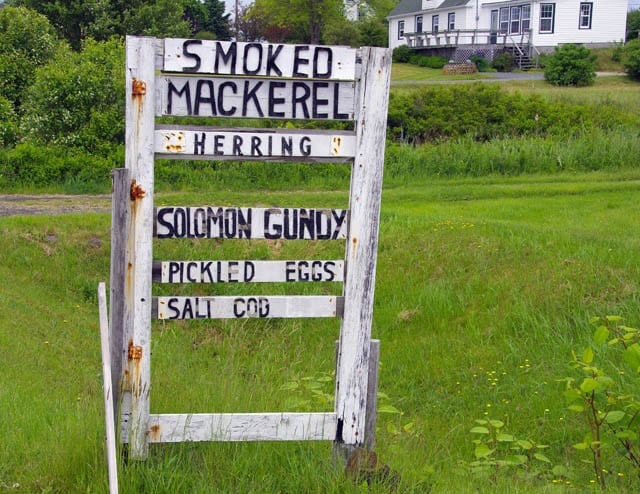 SMOKED
MACKEREL
HERRING
SOLOMON GUNDY
PICKLED EGGS
SALT COD